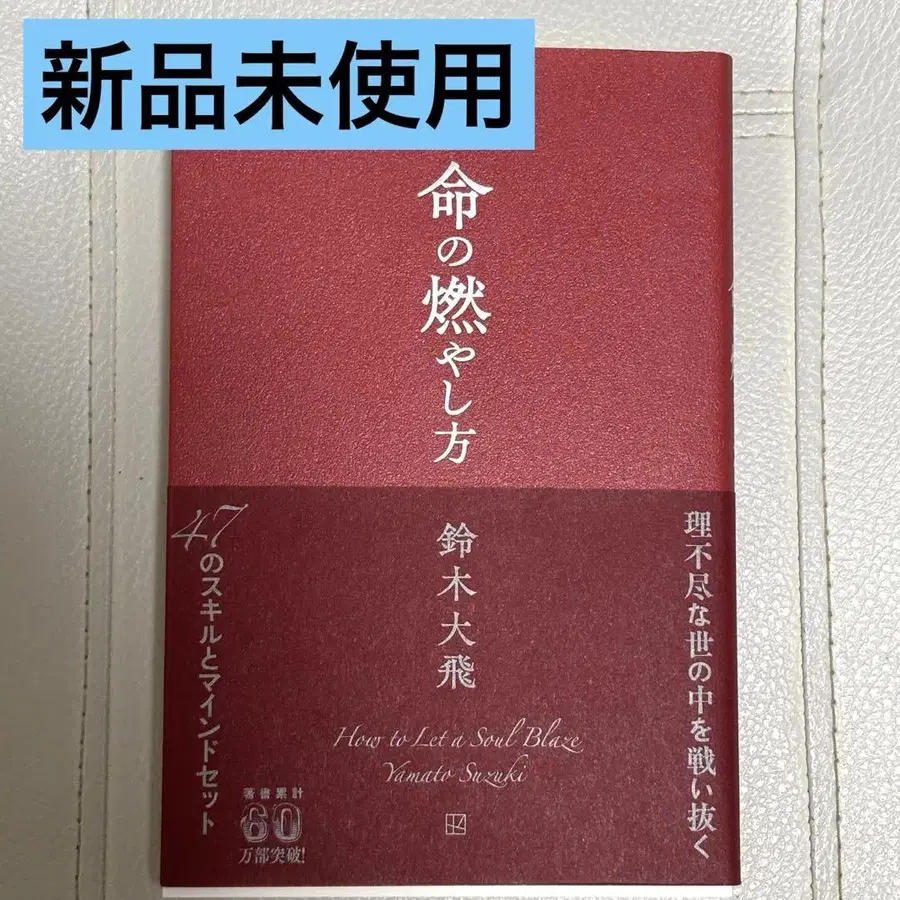 新品未使用
命の燃やし方
鈴木大飛
理不尽な世の中を戦い抜く
47のスキルとマインドセット
How to Let a Soul Blaze
Yamato Suzuki
著書累計
60
万部突破!